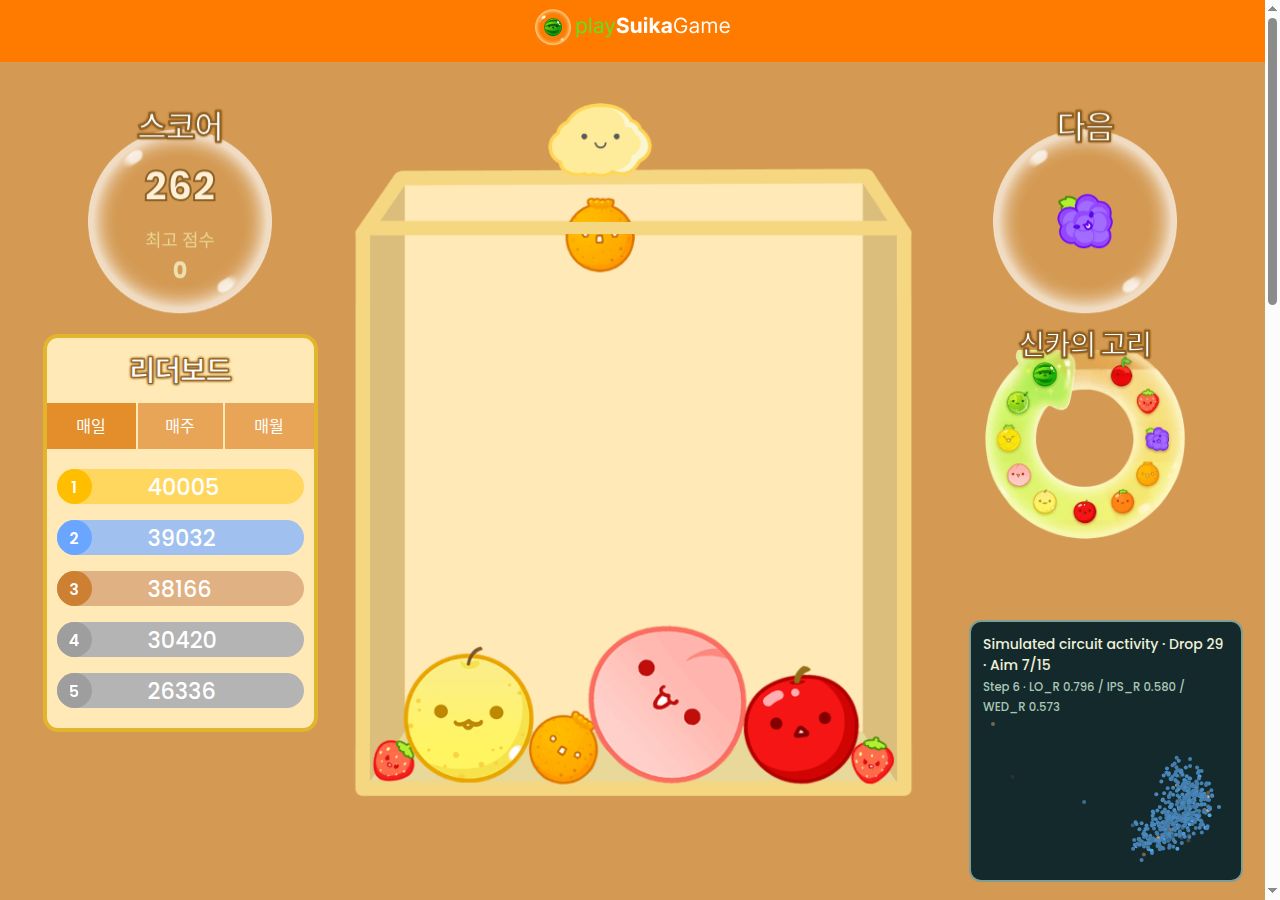 playSuikaGame
스코어
262
최고 점수
0
다음
리더보드
매일 매주 매월
1 40005
2 39032
3 38166
4 30420
5 26336
신카의 고리
Simulated circuit activity · Drop 29
· Aim 7/15
Step 6 · LO_R 0.796 / IPS_R 0.580 /
WED_R 0.573